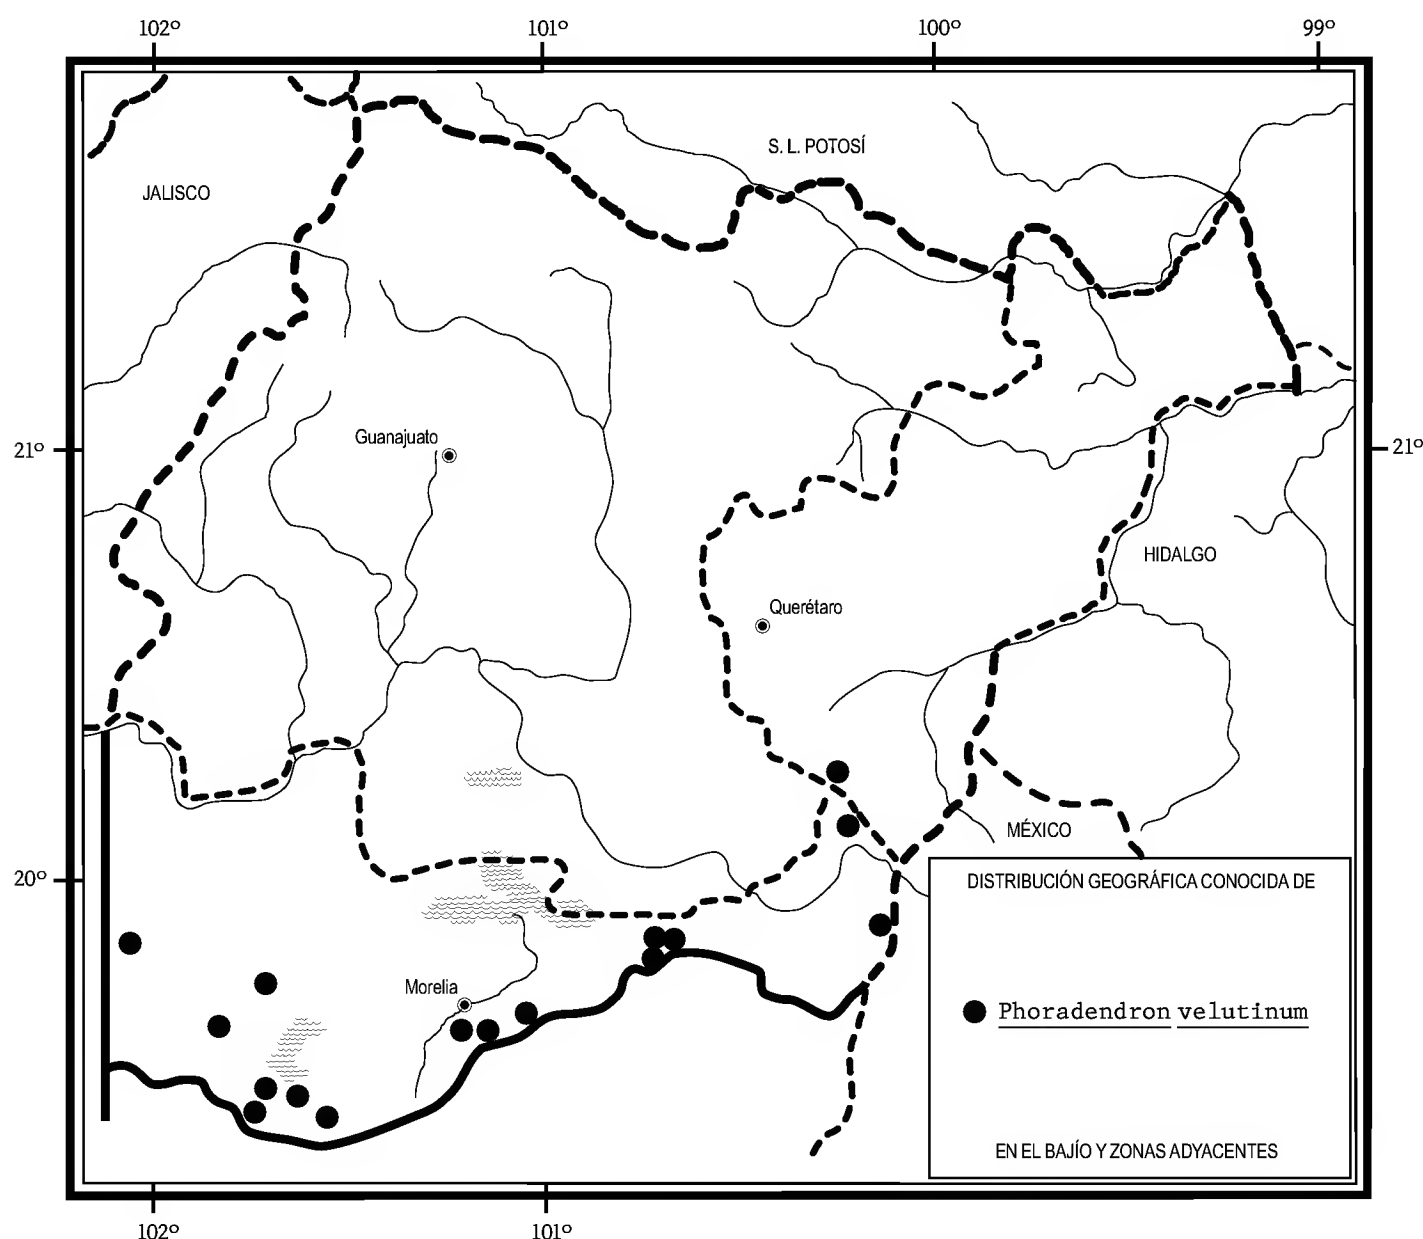 102º 101º 100º 99º
S. L. POTOSÍ
JALISCO
Guanajuato
21º 21º
HIDALGO
Querétaro
MÉXICO
20º
DISTRIBUCIÓN GEOGRÁFICA CONOCIDA DE
Morelia
Phoradendron velutinum
EN EL BAJÍO Y ZONAS ADYACENTES
102º 101º